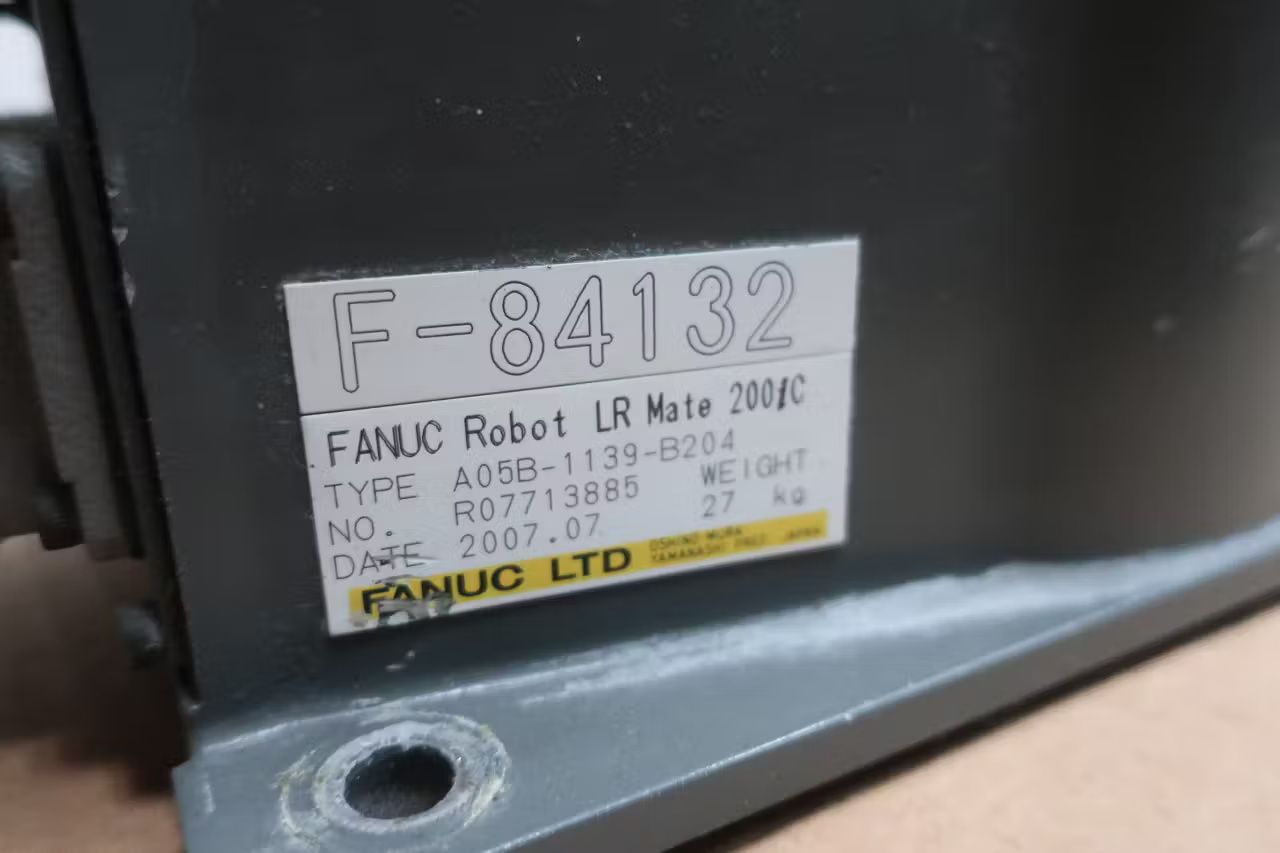 F-84132
FANUC Robot LR Mate 200iC
TYPE A05B-1139-B204
NO. R07713885 WEIGHT
DATE 2007.07 27 kg
FANUC LTD OSHINO-MURA,
YAMANASHI PREF. JAPAN